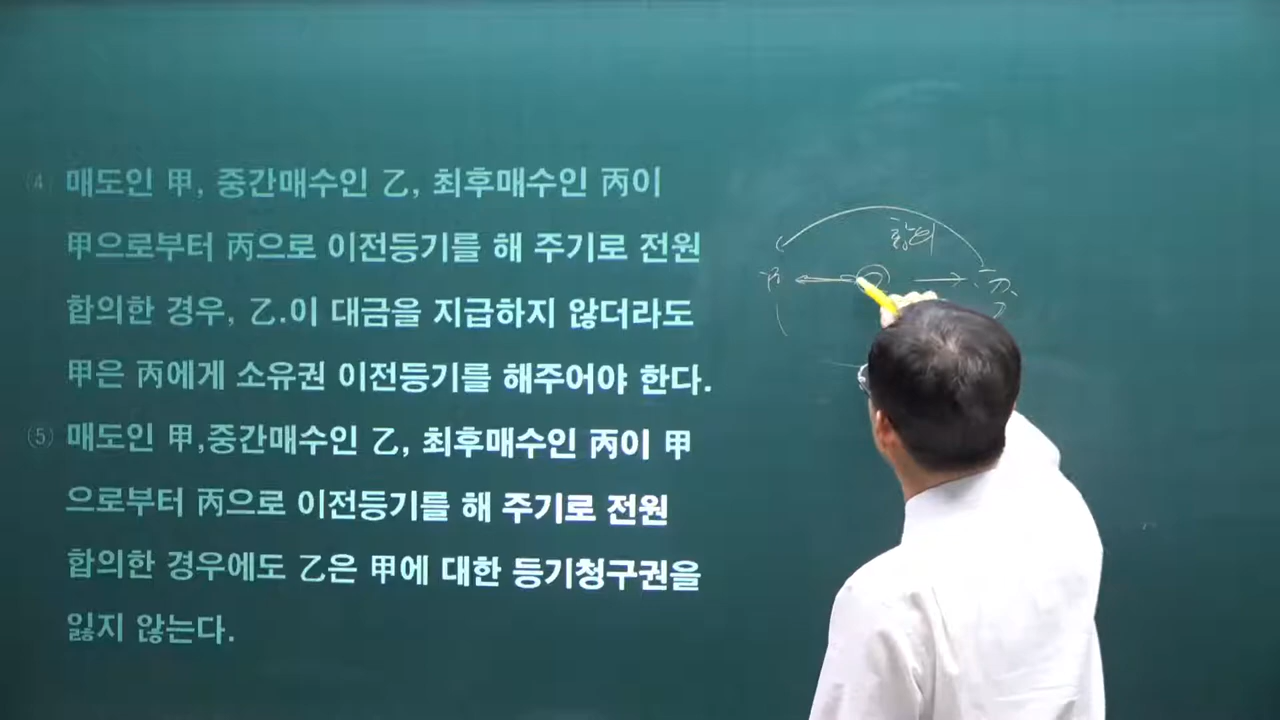 (4) 매도인 甲, 중간매수인 乙, 최후매수인 丙이
甲으로부터 丙으로 이전등기를 해 주기로 전원
합의한 경우, 乙.이 대금을 지급하지 않더라도
甲은 丙에게 소유권 이전등기를 해주어야 한다.
(5) 매도인 甲,중간매수인 乙, 최후매수인 丙이 甲
으로부터 丙으로 이전등기를 해 주기로 전원
합의한 경우에도 乙은 甲에 대한 등기청구권을
잃지 않는다.
합의
丙